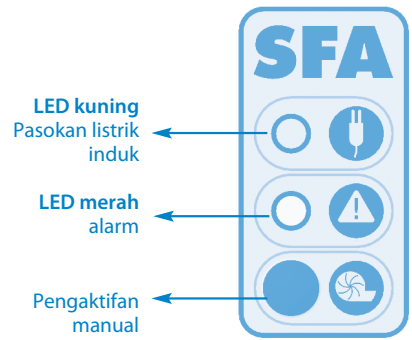 SFA
LED kuning
Pasokan listrik
induk
LED merah
alarm
Pengaktifan
manual